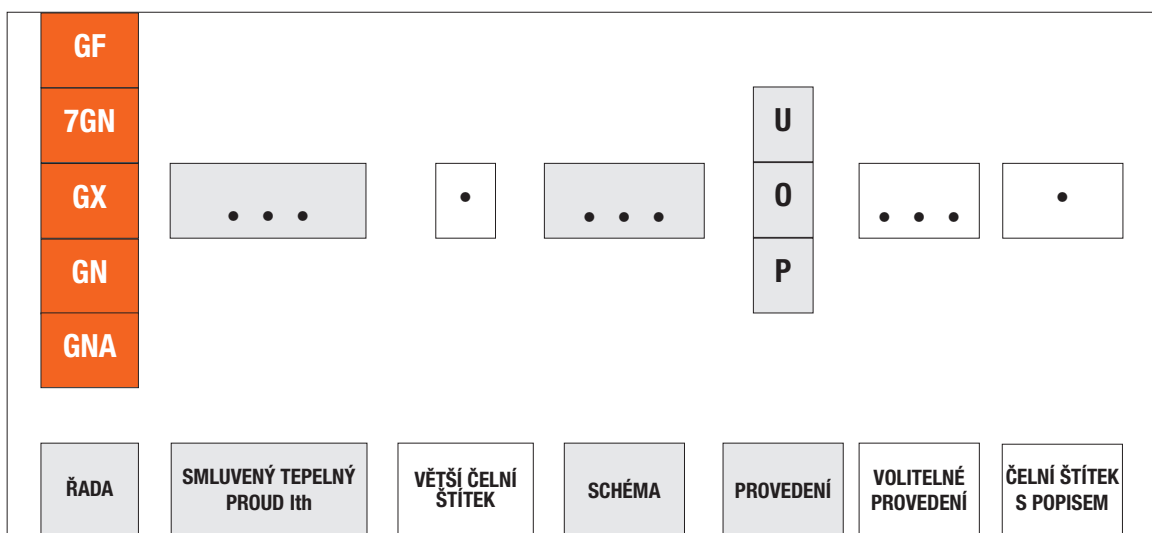 GF
7GN
GX
GN
GNA
• • •
•
• • •
U
O
P
• • •
•
ŘADA
SMLUVENÝ TEPELNÝ
PROUD Ith
VĚTŠÍ ČELNÍ
ŠTÍTEK
SCHÉMA
PROVEDENÍ
VOLITELNÉ
PROVEDENÍ
ČELNÍ ŠTÍTEK
S POPISEM